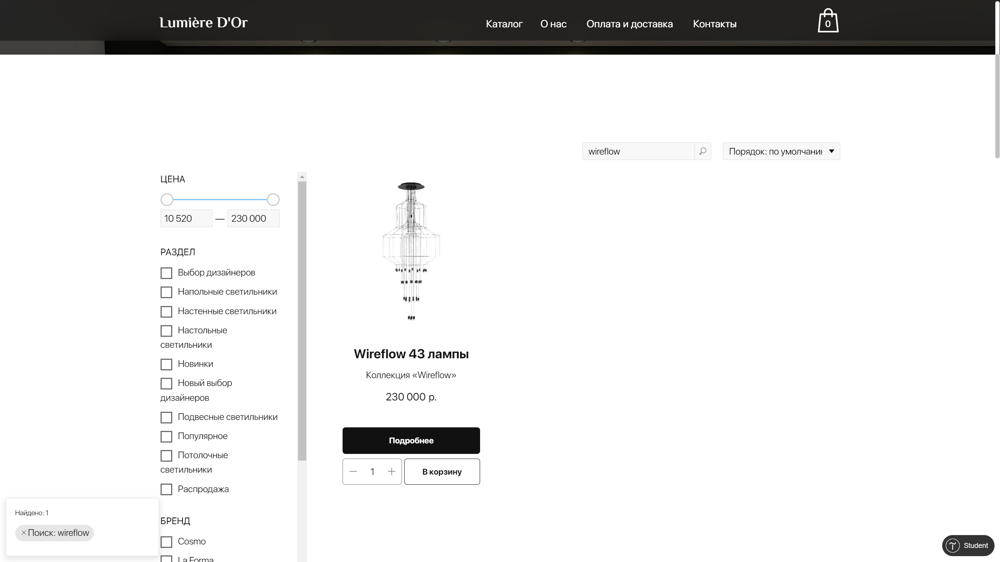 Lumière D'Or
Каталог
О нас
Оплата и доставка
Контакты
0
wireflow
Порядок: по умолчани
ЦЕНА
10 520 — 230 000
РАЗДЕЛ
Выбор дизайнеров
Напольные светильники
Настенные светильники
Настольные
светильники
Новинки
Новый выбор
дизайнеров
Подвесные светильники
Популярное
Потолочные
светильники
Распродажа
БРЕНД
Cosmo
La Forma
Wireflow 43 лампы
Коллекция «Wireflow»
230 000 р.
Подробнее
1
В корзину
Найдено: 1
Поиск: wireflow
Student